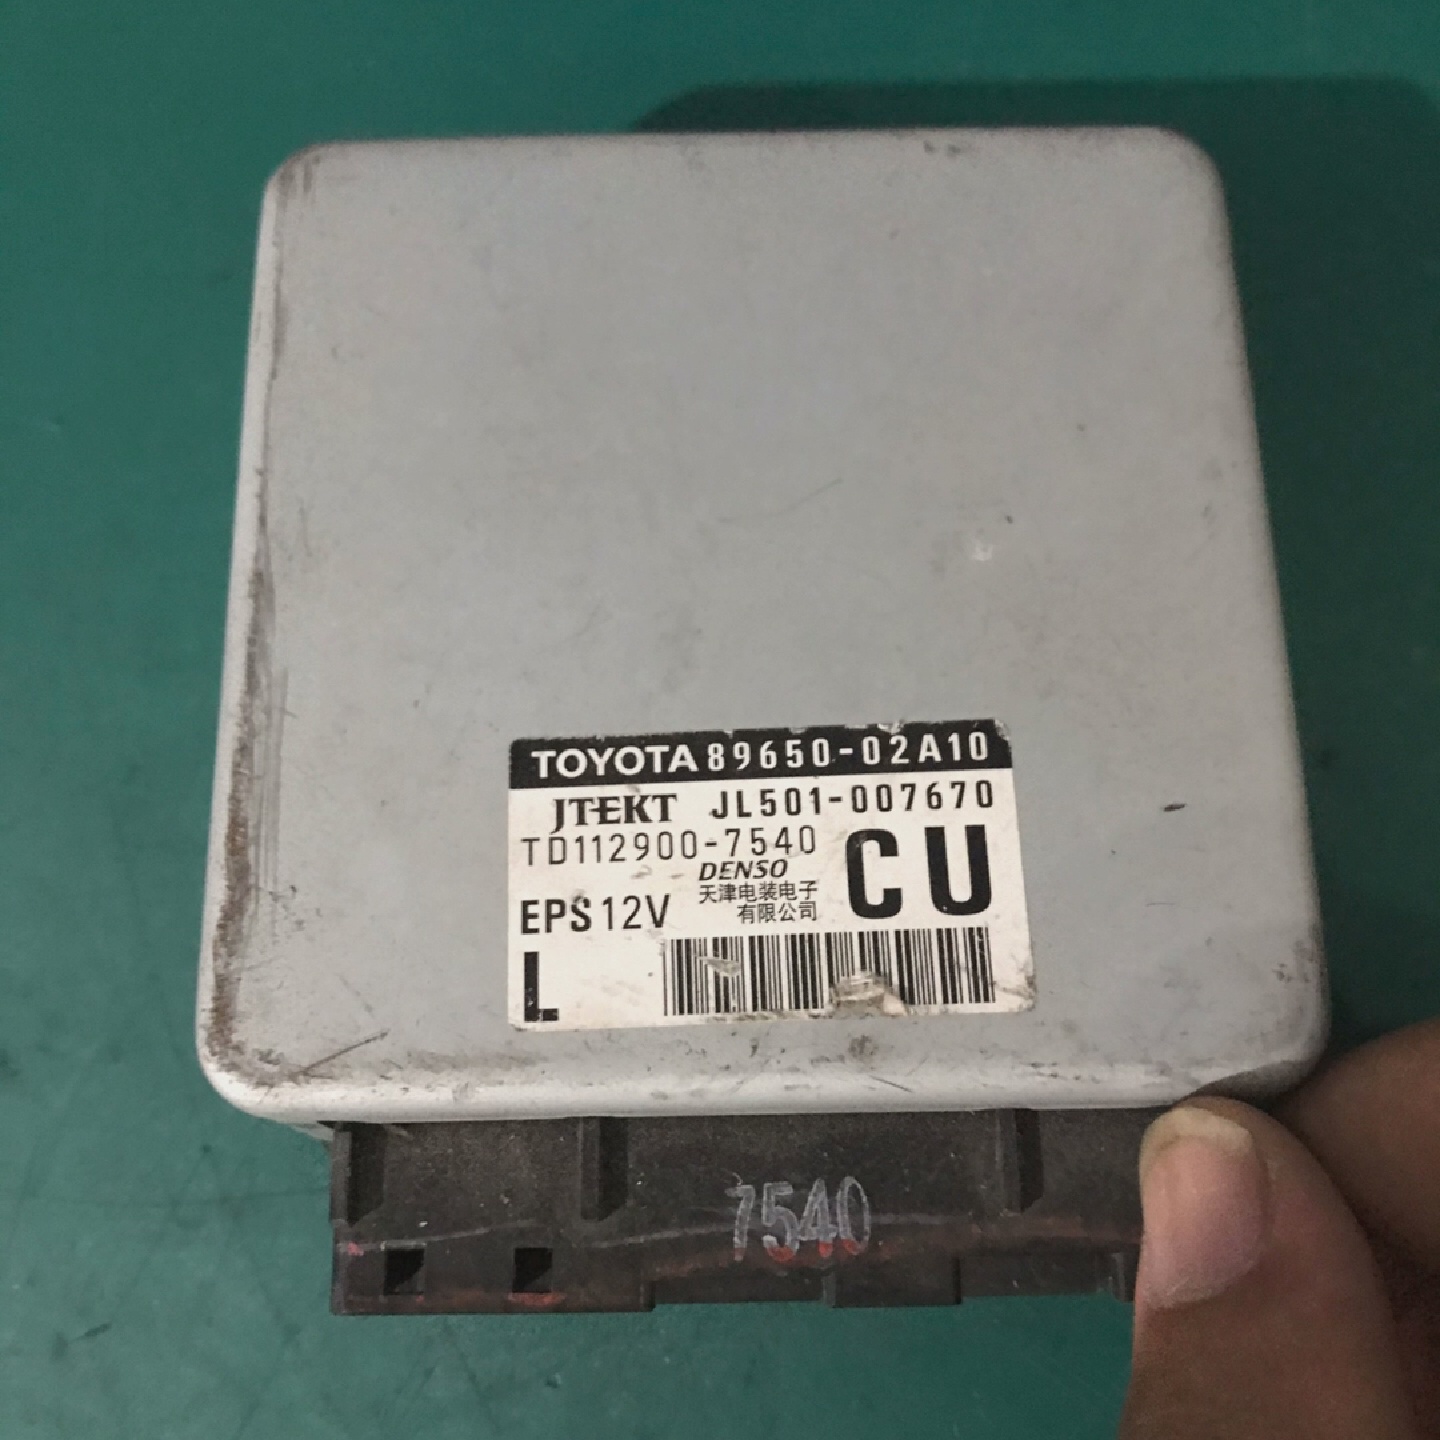 TOYOTA 89650-02A10
JTEKT JL501-007670
TD112900-7540
DENSO
天津电装电子
有限公司
CU
EPS 12V
L
7540